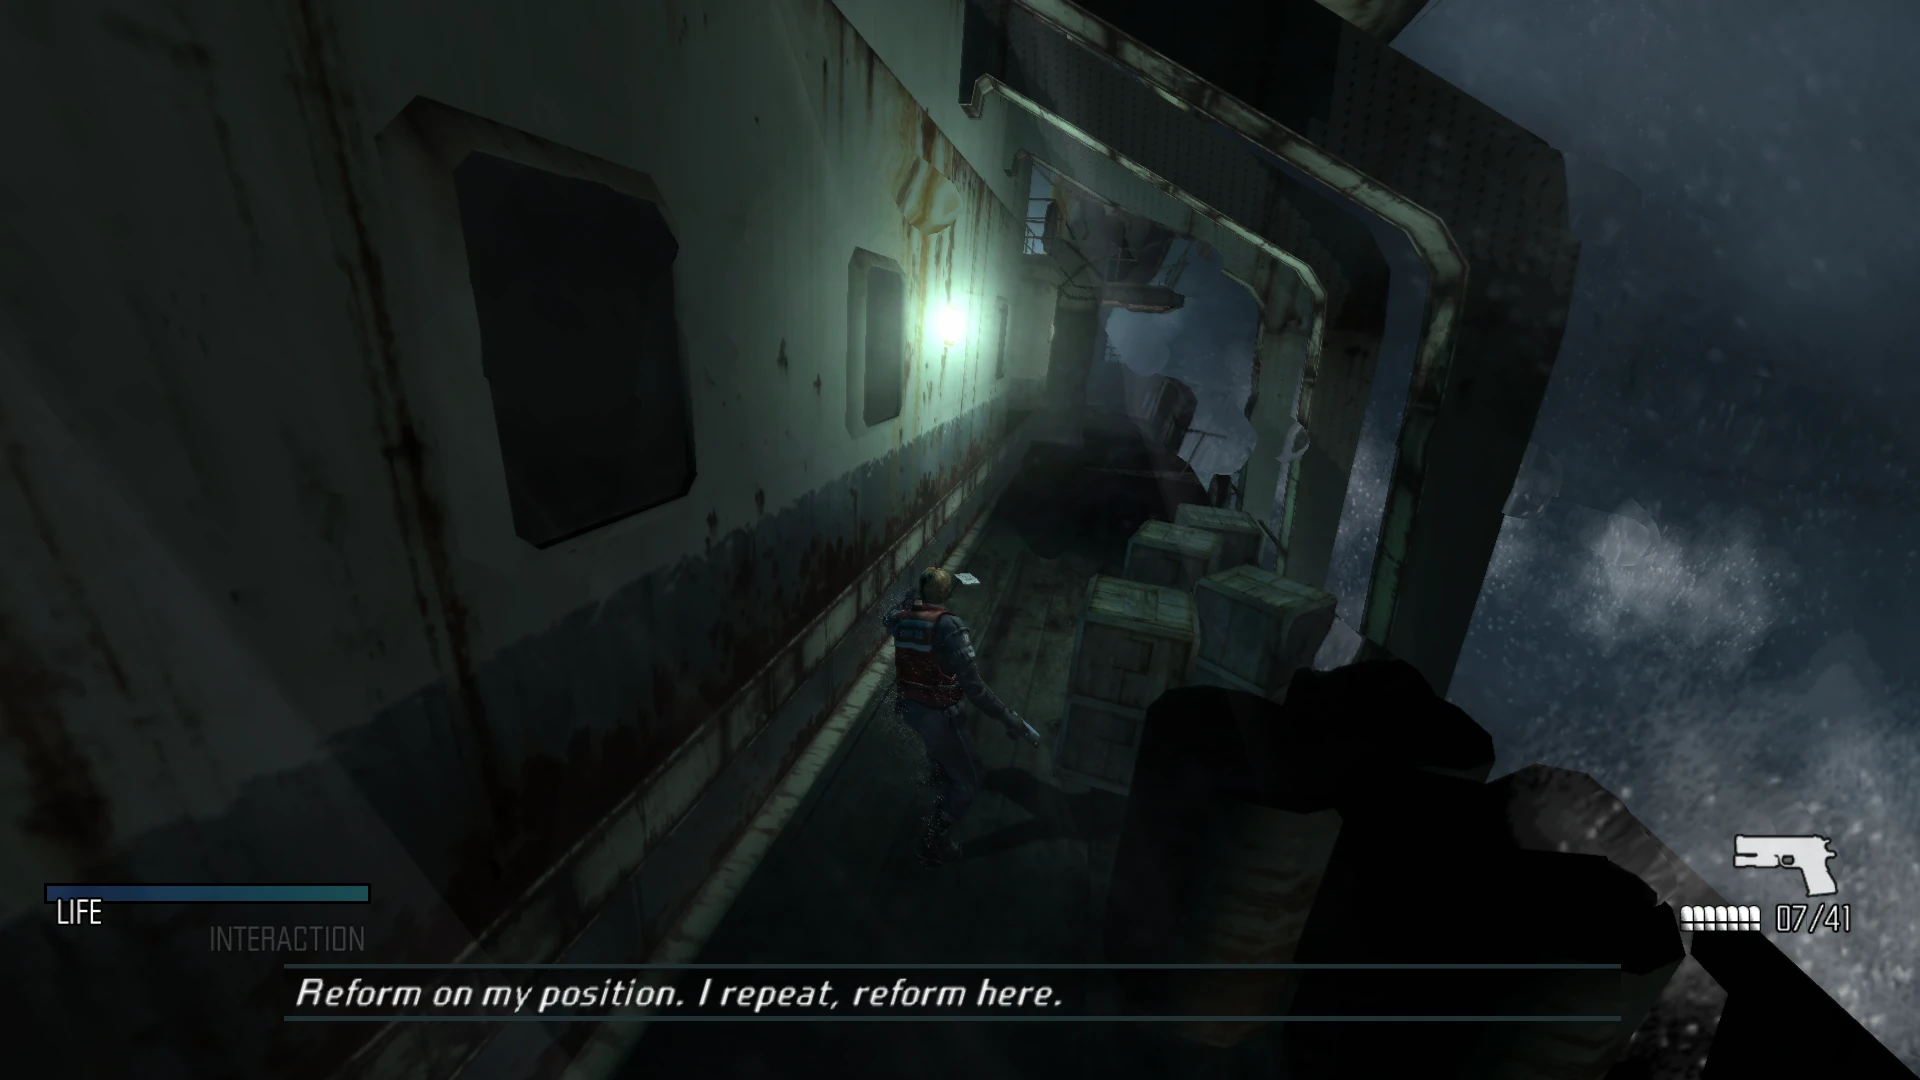 LIFE
INTERACTION
07/41
Reform on my position. I repeat, reform here.